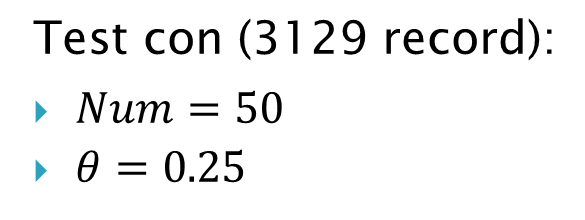 Test con (3129 record):
Num = 50
θ = 0.25